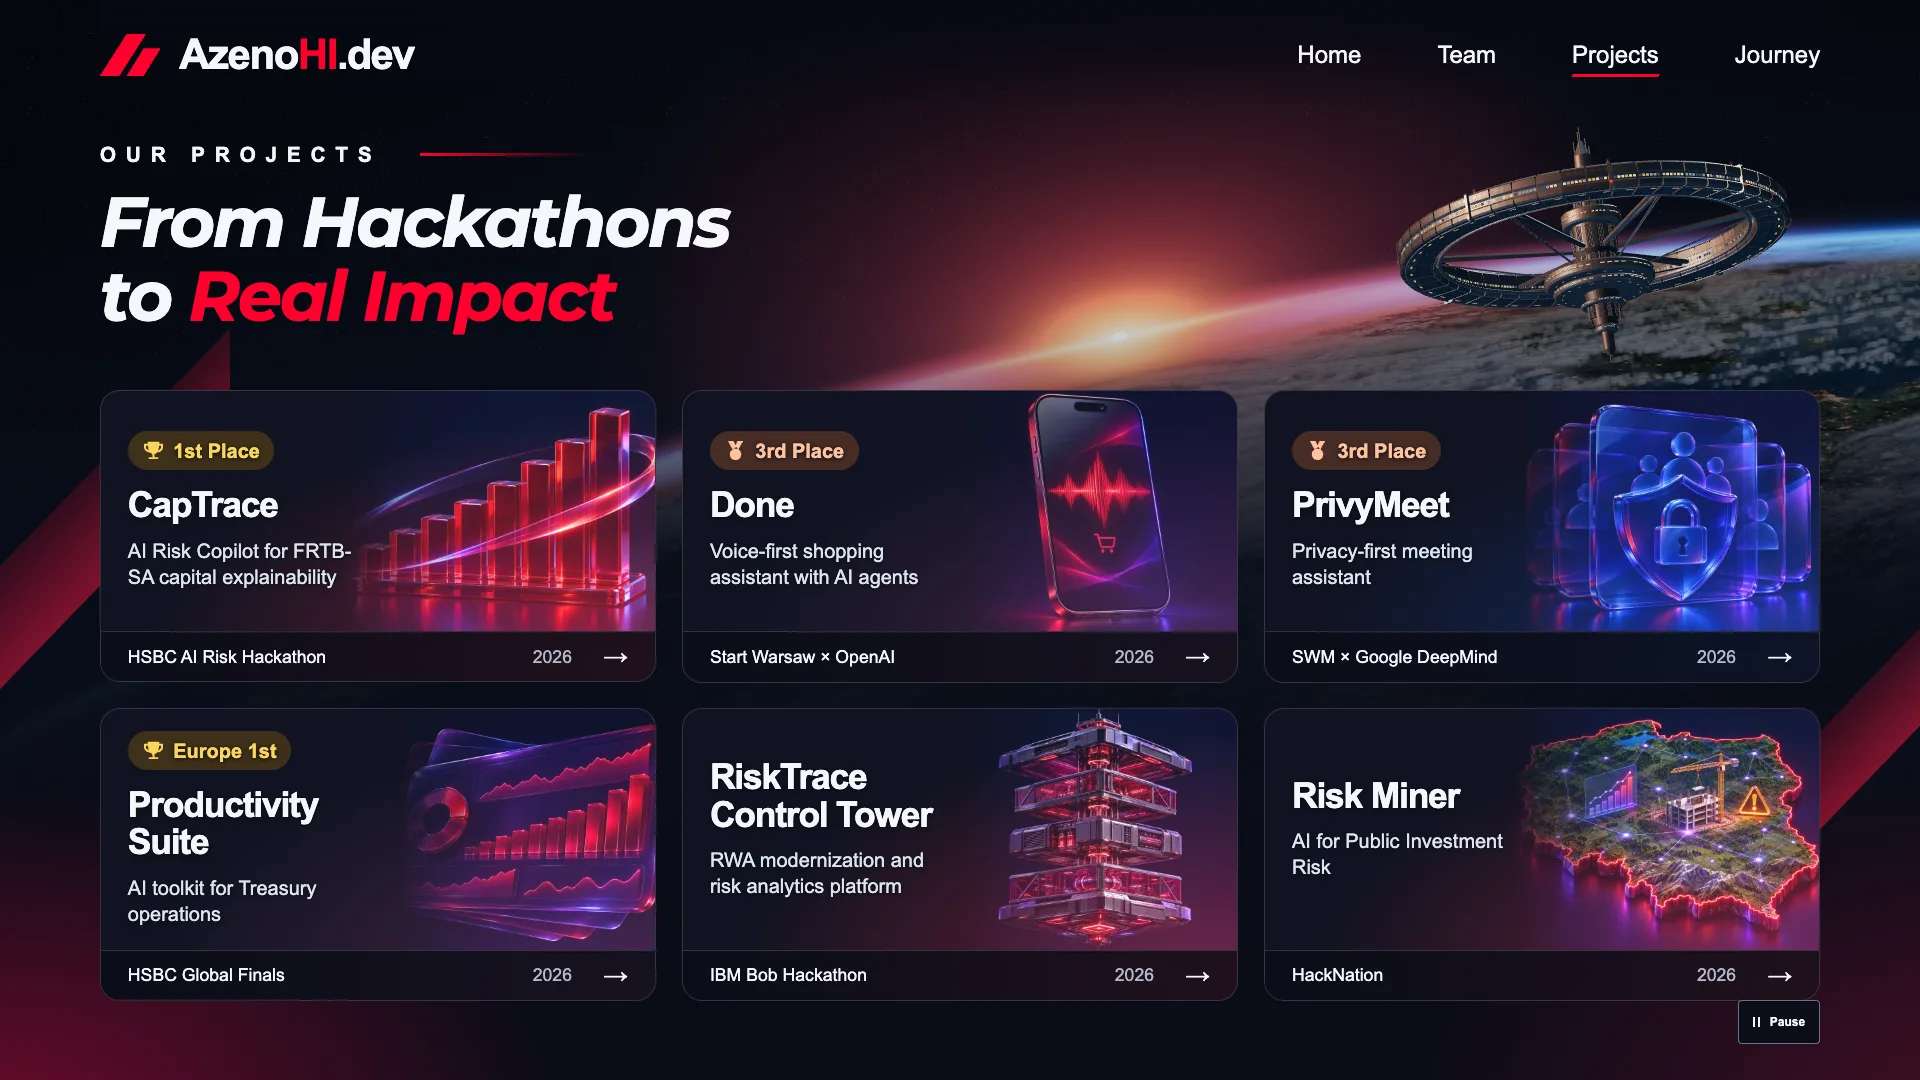 AzenoHI.dev
Home
Team
Projects
Journey
OUR PROJECTS
From Hackathons
to Real Impact
1st Place
CapTrace
AI Risk Copilot for FRTB-
SA capital explainability
HSBC AI Risk Hackathon
2026
3rd Place
Done
Voice-first shopping
assistant with AI agents
Start Warsaw × OpenAI
2026
3rd Place
PrivyMeet
Privacy-first meeting
assistant
SWM × Google DeepMind
2026
Europe 1st
Productivity
Suite
AI toolkit for Treasury
operations
HSBC Global Finals
2026
RiskTrace
Control Tower
RWA modernization and
risk analytics platform
IBM Bob Hackathon
2026
Risk Miner
AI for Public Investment
Risk
HackNation
2026
Pause